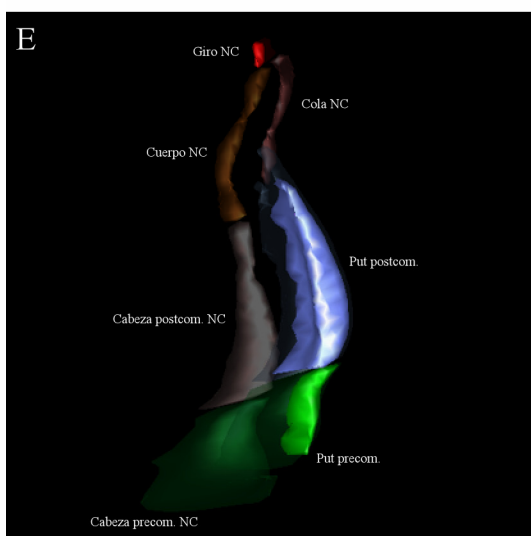 E
Giro NC
Cola NC
Cuerpo NC
Put postcom.
Cabeza postcom. NC
Put precom.
Cabeza precom. NC